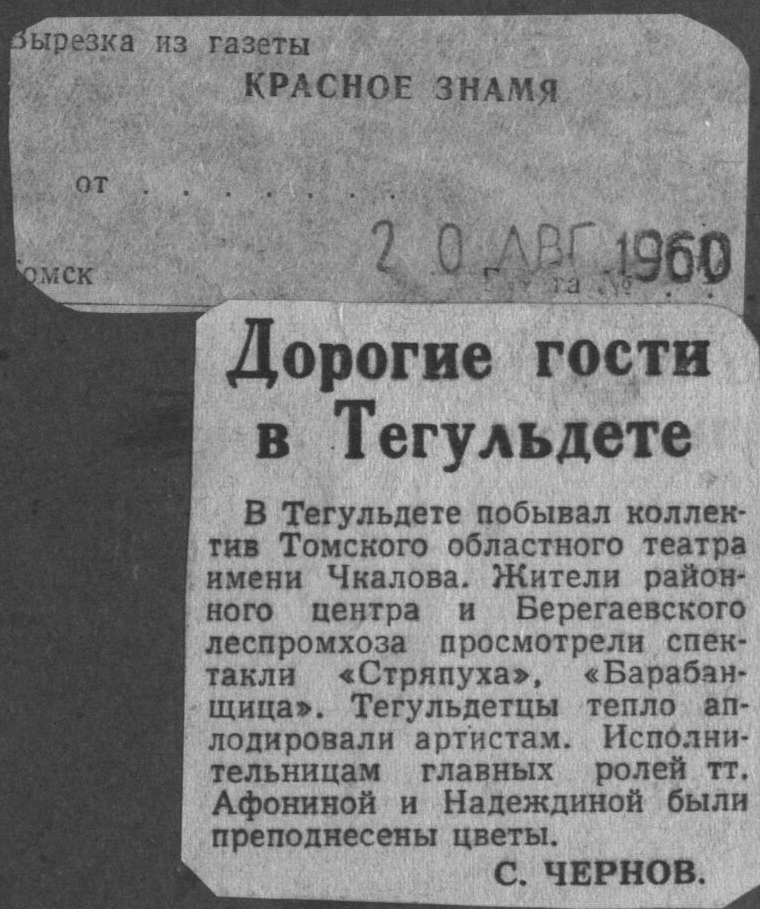 Вырезка из газеты
КРАСНОЕ ЗНАМЯ
от . . . . . . .
20 АВГ 1960
Томск
Дорогие гости
в Тегульдете
В Тегульдете побывал коллек-
тив Томского областного театра
имени Чкалова. Жители район-
ного центра и Берегаевского
леспромхоза просмотрели спек-
такли «Стряпуха», «Барабан-
щица». Тегульдетцы тепло ап-
лодировали артистам. Исполни-
тельницам главных ролей тт.
Афониной и Надеждиной были
преподнесены цветы.
С. ЧЕРНОВ.